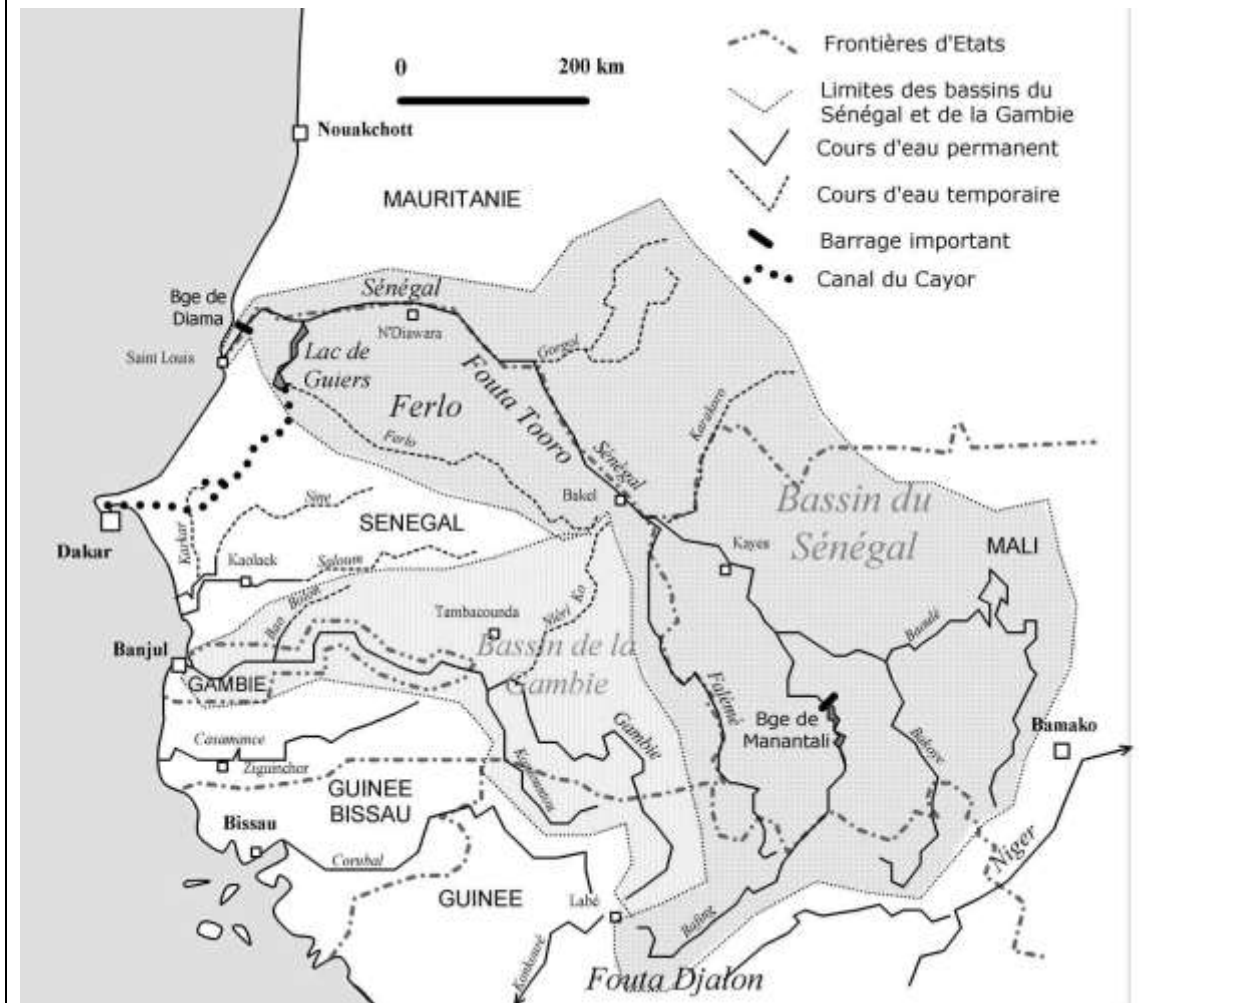 0
200 km
Frontières d'Etats
Limites des bassins du
Sénégal et de la Gambie
Cours d'eau permanent
Cours d'eau temporaire
Barrage important
Canal du Cayor
Nouakchott
MAURITANIE
Bge de
Diama
Sénégal
N'Diawara
Saint Louis
Lac de
Guiers
Gorgol
Fouta Tooro
Ferlo
Ferlo
Karakoro
Sénégal
Bakel
Bassin du
Sénégal
Sine
SENEGAL
Dakar
Karkar
Kaolack
Saloum
Kayes
MALI
Bao Bolon
Tambacounda
Niéri Ko
Baoulé
Banjul
Bassin de la
Gambie
GAMBIE
Falémé
Bge de
Manantali
Gambie
Bamako
Casamance
Ziguinchor
Bakoye
GUINEE
BISSAU
Bissau
Corubal
Niger
GUINEE
Labé
Bafing
Konkouré
Fouta Djalon